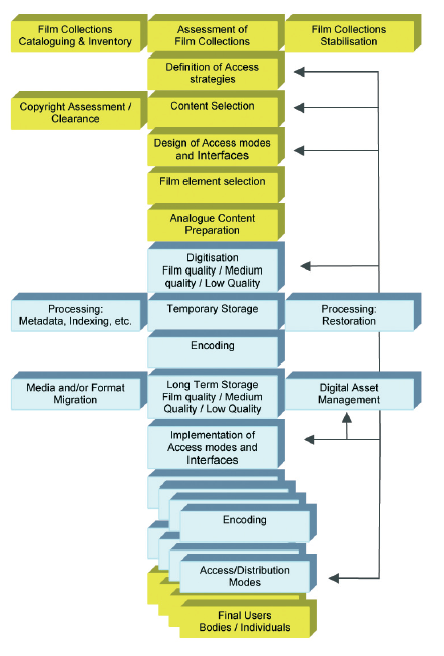 Film Collections
Cataloguing & Inventory
Assessment of
Film Collections
Film Collections
Stabilisation
Definition of Access
strategies
Copyright Assessment /
Clearance
Content Selection
Design of Access modes
and Interfaces
Film element selection
Analogue Content
Preparation
Digitisation
Film quality / Medium
quality / Low Quality
Processing:
Metadata, Indexing, etc.
Temporary Storage
Processing:
Restoration
Encoding
Media and/or Format
Migration
Long Term Storage
Film quality / Medium
Quality / Low Quality
Digital Asset
Management
Implementation of
Access modes and
Interfaces
Encoding
Access/Distribution
Modes
Final Users
Bodies / Individuals